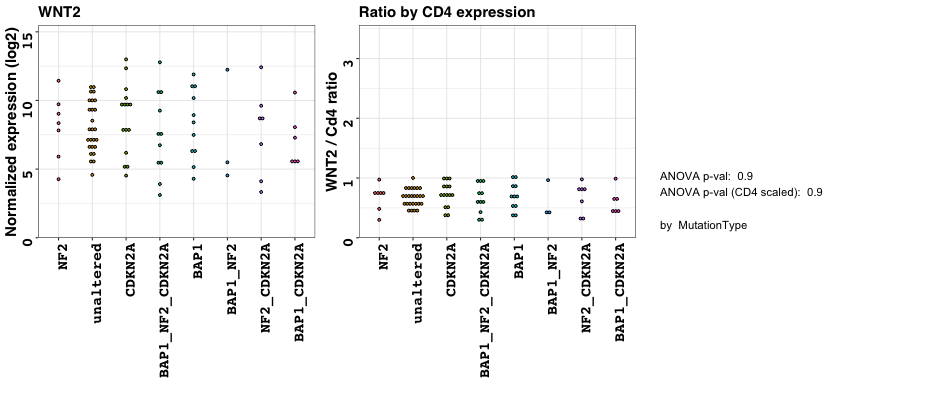 WNT2
Normalized expression (log2)
15
10
5
0
NF2
unaltered
CDKN2A
BAP1_NF2_CDKN2A
BAP1
BAP1_NF2
NF2_CDKN2A
BAP1_CDKN2A
Ratio by CD4 expression
WNT2 / Cd4 ratio
3
2
1
0
NF2
unaltered
CDKN2A
BAP1_NF2_CDKN2A
BAP1
BAP1_NF2
NF2_CDKN2A
BAP1_CDKN2A
ANOVA p-val: 0.9
ANOVA p-val (CD4 scaled): 0.9
by MutationType